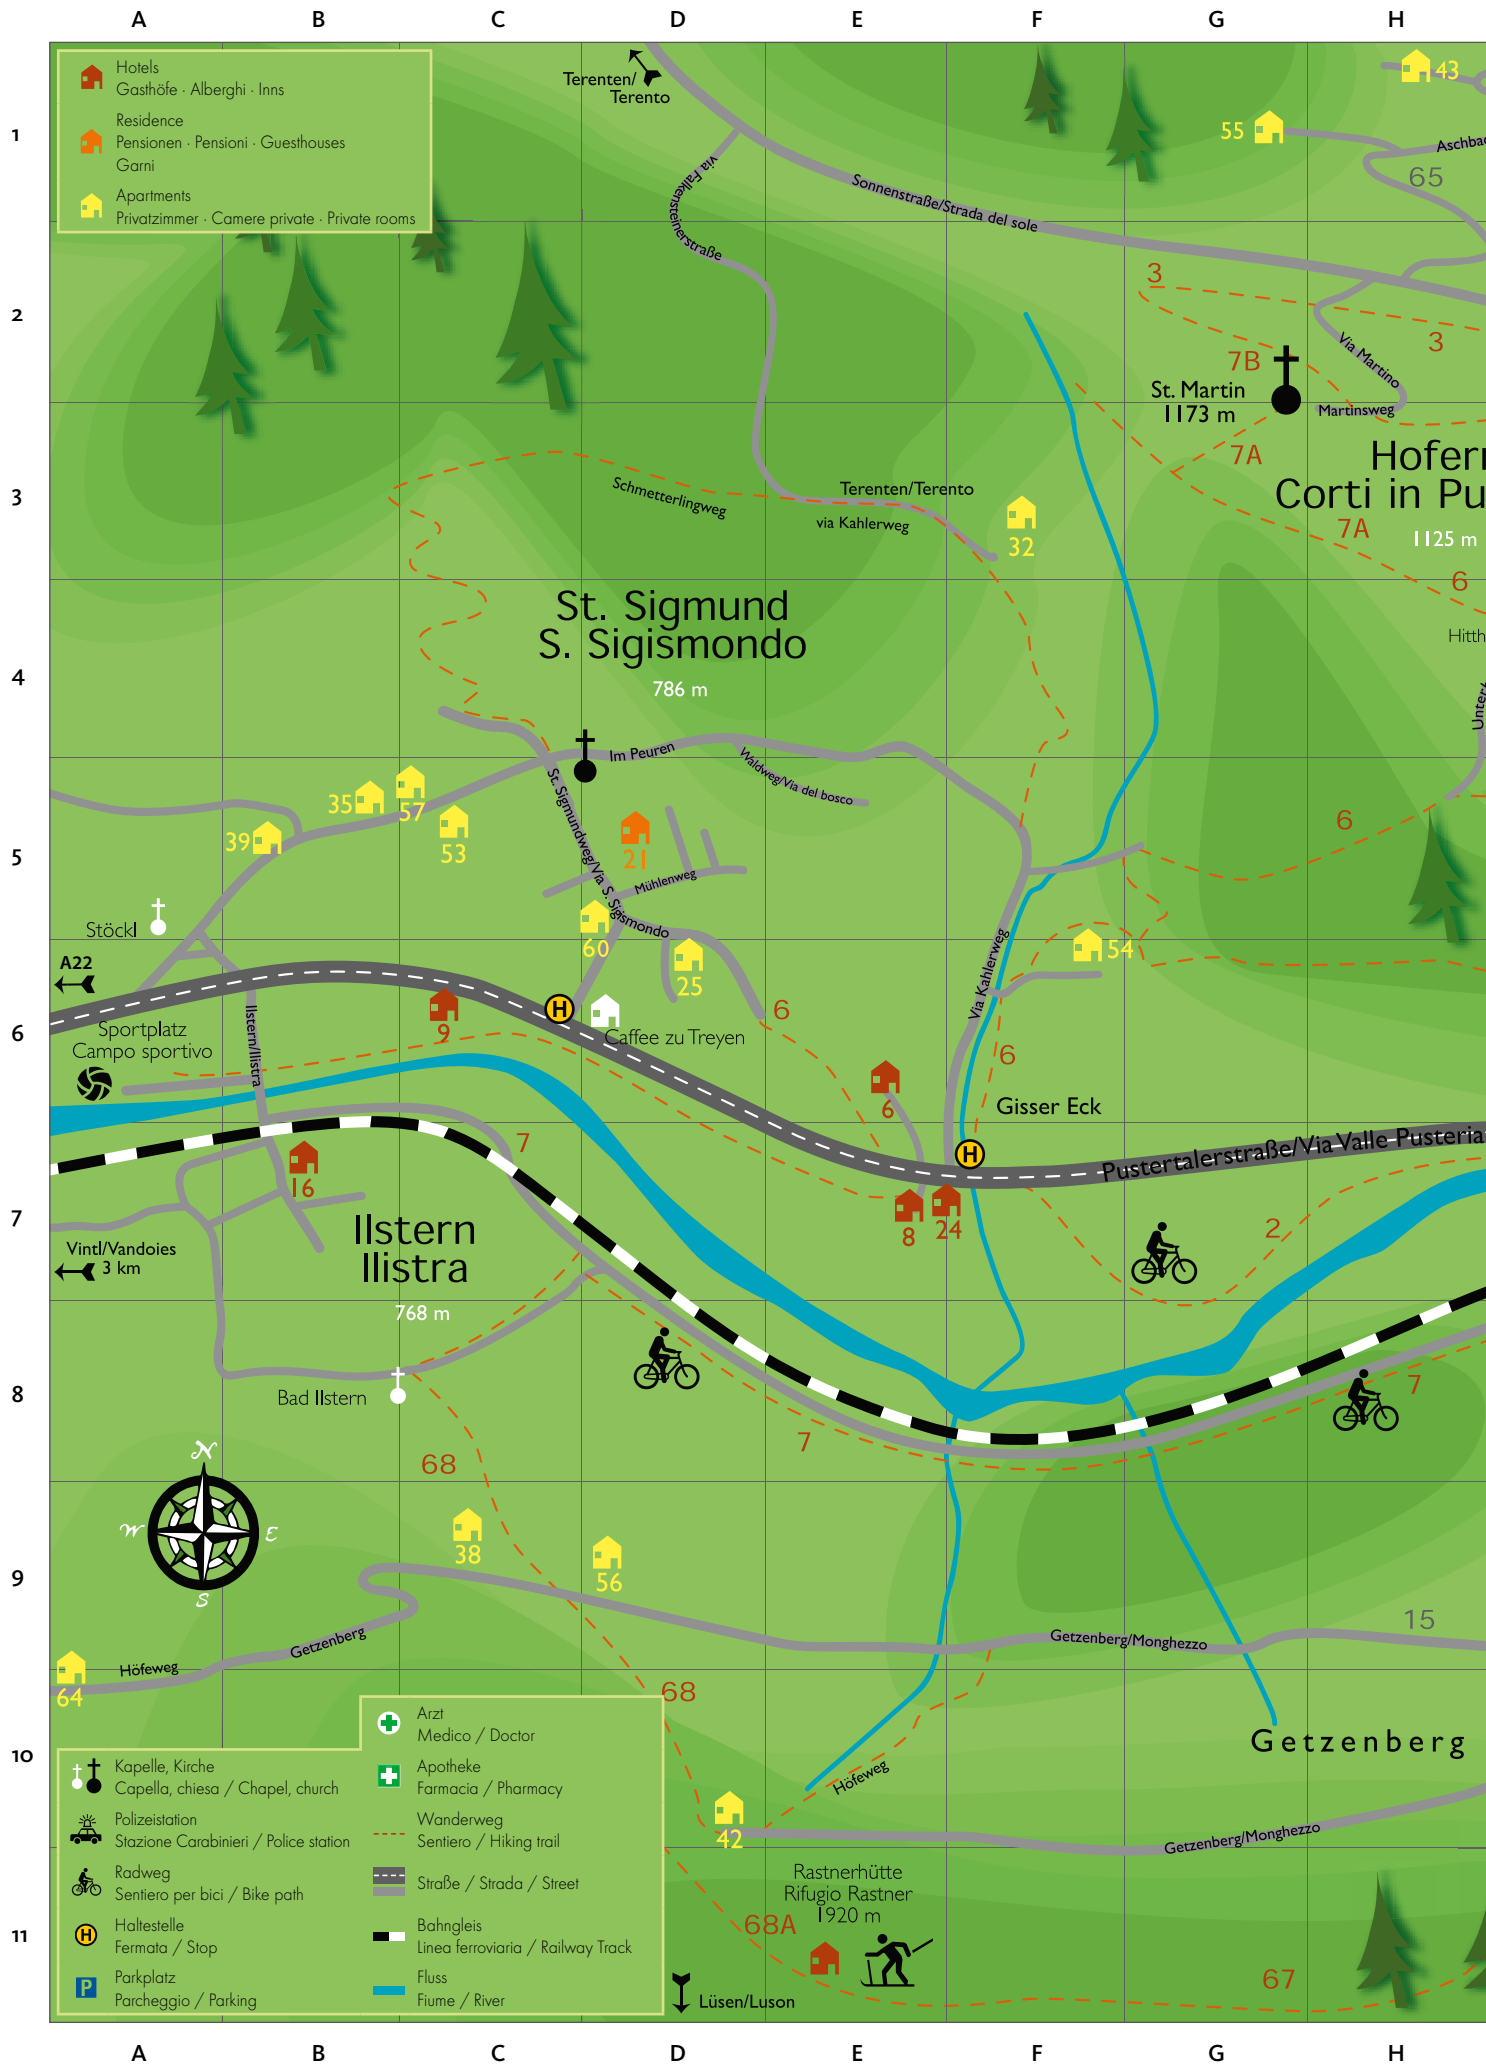 A B C D E F G H
Hotels
Gasthöfe · Alberghi · Inns
Residence
Pensionen · Pensioni · Guesthouses
Garni
Apartments
Privatzimmer · Camere private · Private rooms
Terenten/
Terento
43
1
55
65
via Falkensteinerstraße
Sonnenstraße/Strada del sole
3
2
3
7B
Via Martino
St. Martin
1173 m
Martinsweg
7A
Corti in Pu
3
Schmetterlingweg
Terenten/Terento
via Kahlerweg
32
7A
1125 m
6
St. Sigmund
S. Sigismondo
786 m
4
Im Peuren
Waldweg/Via del bosco
35
57
53
39
21
6
5
St. Sigmundweg/Via S. Sigismondo
Mühlenweg
Stöckl
60
25
54
A22
Via Kahlerweg
Ilstern/Ilistra
H
9
6
Sportplatz
Campo sportivo
Caffee zu Treyen
6
6
6
Gisser Eck
7
H
Pustertalerstraße/Via Valle Pusteria
16
7
Ilstern
Ilistra
768 m
8
24
2
Vintl/Vandoies
3 km
8
Bad Ilstern
7
7
68
N
W E
S
38
56
9
Getzenberg
Höfeweg
64
Getzenberg/Monghezzo
15
68
Getzenberg
10
Höfeweg
42
Getzenberg/Monghezzo
Arzt
Medico / Doctor
Kapelle, Kirche
Capella, chiesa / Chapel, church
Apotheke
Farmacia / Pharmacy
Polizeistation
Stazione Carabinieri / Police station
Wanderweg
Sentiero / Hiking trail
Radweg
Sentiero per bici / Bike path
Straße / Strada / Street
H
Haltestelle
Fermata / Stop
Bahngleis
Linea ferroviaria / Railway Track
P
Parkplatz
Parcheggio / Parking
Fluss
Fiume / River
Rastnerhütte
Rifugio Rastner
1920 m
68A
11
67
Lüsen/Luson
A B C D E F G H